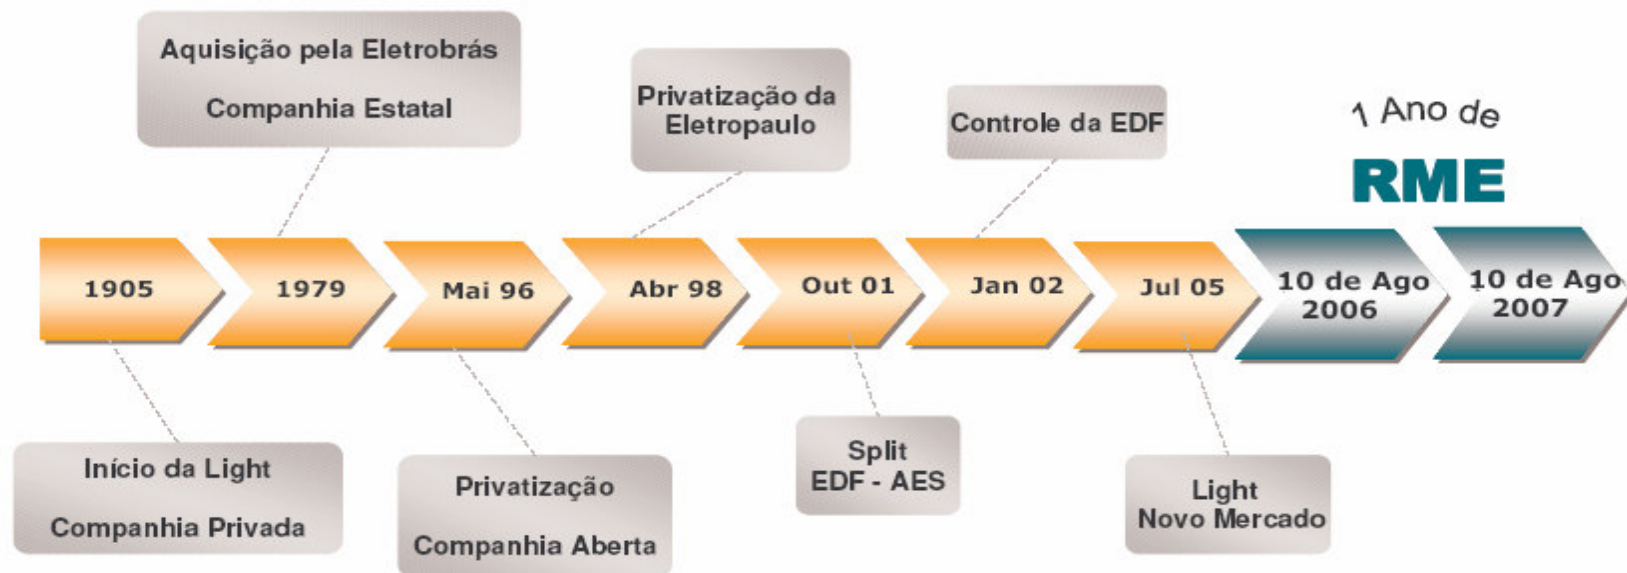 Aquisição pela Eletrobrás
Companhia Estatal
Privatização da
Eletropaulo
Controle da EDF
1 Ano de
RME
1905
1979
Mai 96
Abr 98
Out 01
Jan 02
Jul 05
10 de Ago
2006
10 de Ago
2007
Início da Light
Companhia Privada
Privatização
Companhia Aberta
Split
EDF - AES
Light
Novo Mercado